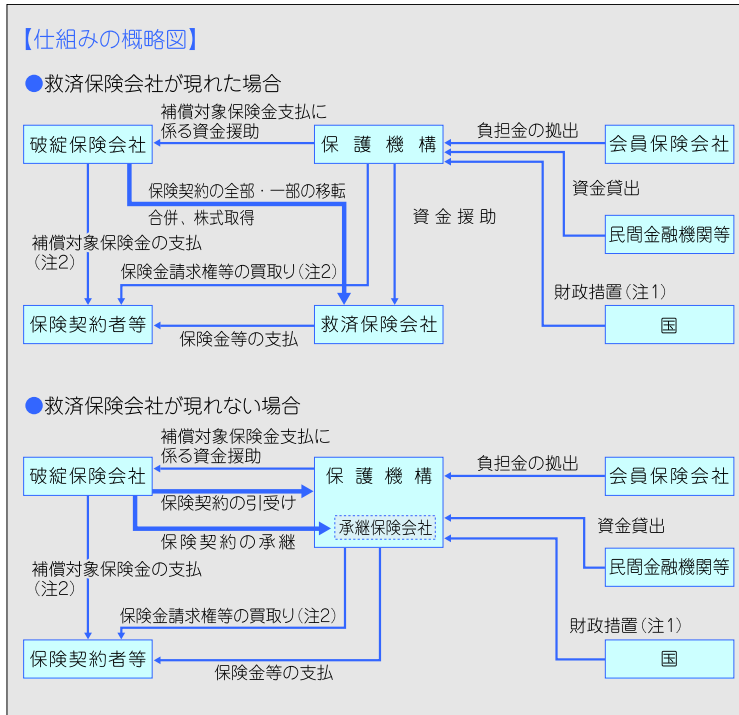 【仕組みの概略図】
●救済保険会社が現れた場合
補償対象保険金支払に
係る資金援助
負担金の拠出
破綻保険会社
保護機構
会員保険会社
資金貸出
保険契約の全部・一部の移転
合併、株式取得
資金援助
民間金融機関等
補償対象保険金の支払
(注2)
保険金請求権等の買取り(注2)
財政措置(注1)
保険契約者等
救済保険会社
国
保険金等の支払
●救済保険会社が現れない場合
補償対象保険金支払に
係る資金援助
負担金の拠出
破綻保険会社
保護機構
会員保険会社
保険契約の引受け
承継保険会社
資金貸出
保険契約の承継
民間金融機関等
補償対象保険金の支払
(注2)
保険金請求権等の買取り(注2)
財政措置(注1)
保険契約者等
国
保険金等の支払